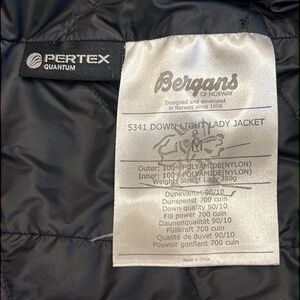 PERTEX
QUANTUM
Bergans
OF NORWAY
Designed and developed
in Norway since 1908
5341 DOWN LIGHT LADY JACKET
Outer: 100% POLYAMIDE(NYLON)
Inner: 100% POLYAMIDE(NYLON)
Weight Lady 350g
Dunkvalitet 90/10
Dunspenst 700 cuin
Down quality 90/10
Fill power 700 cuin
Daunenqualität 90/10
Füllkraft 700 cuin
Qualité de duvet 90/10
Pouvoir gonflant 700 cuin
Made in China